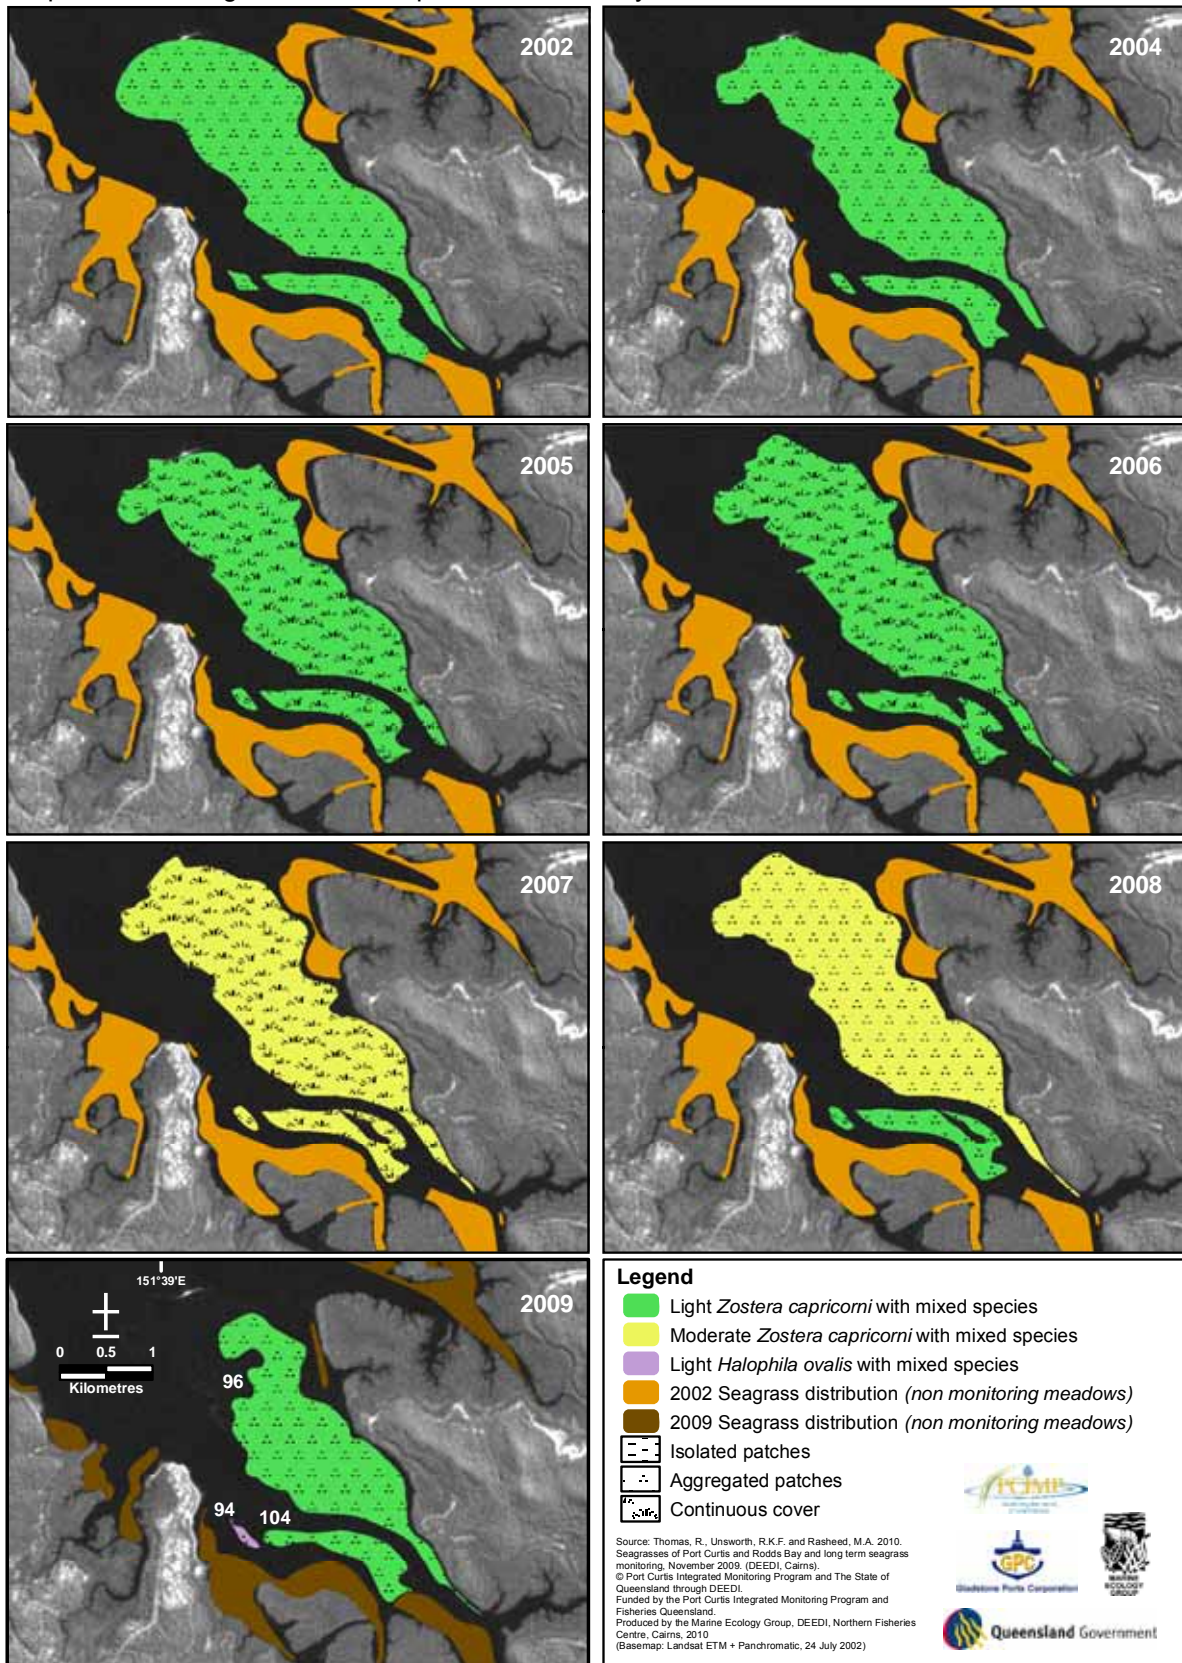 2002
2004
2005
2006
2007
2008
151°39'E
2009
0 0.5 1
Kilometres
96
94
104
Legend
Light Zostera capricorni with mixed species
Moderate Zostera capricorni with mixed species
Light Halophila ovalis with mixed species
2002 Seagrass distribution (non monitoring meadows)
2009 Seagrass distribution (non monitoring meadows)
Isolated patches
Aggregated patches
Continuous cover
Source: Thomas, R., Unsworth, R.K.F. and Rasheed, M.A. 2010.
Seagrasses of Port Curtis and Rodds Bay and long term seagrass
monitoring, November 2009. (DEEDI, Cairns).
© Port Curtis Integrated Monitoring Program and The State of
Queensland through DEEDI.
Funded by the Port Curtis Integrated Monitoring Program and
Fisheries Queensland.
Produced by the Marine Ecology Group, DEEDI, Northern Fisheries
Centre, Cairns, 2010
(Basemap: Landsat ETM + Panchromatic, 24 July 2002)
PCIMP
GPC
Gladstone Ports Corporation
MARINE
ECOLOGY
GROUP
Queensland Government